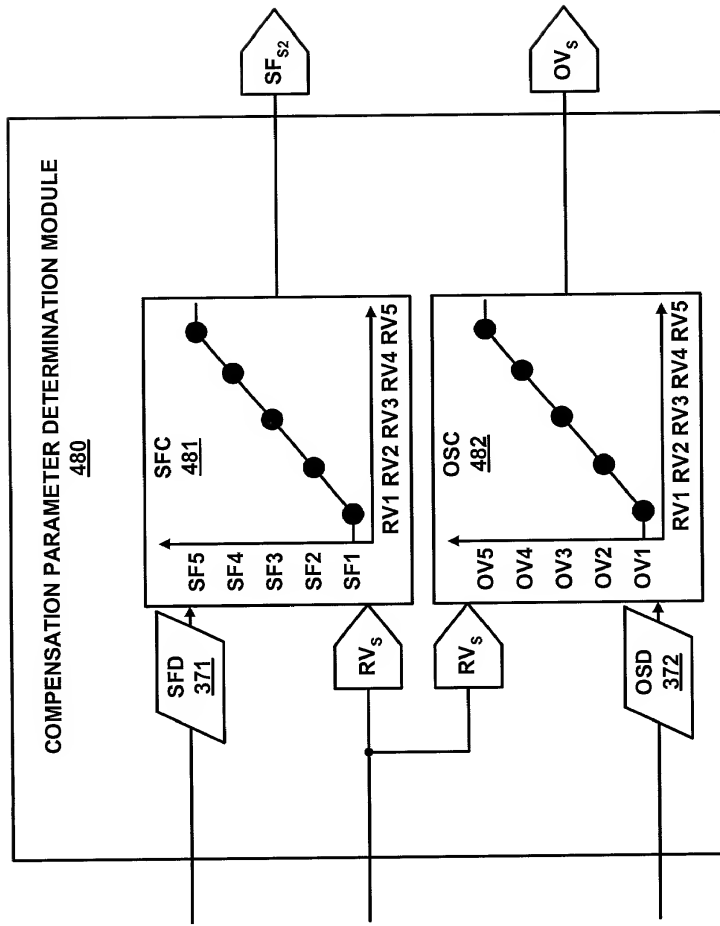 COMPENSATION PARAMETER DETERMINATION MODULE
480
SFD
371
SFC
481
SF5
SF4
SF3
SF2
SF1
RV1 RV2 RV3 RV4 RV5
SF_S2
RV_S
RV_S
OSC
482
OV5
OV4
OV3
OV2
OV1
RV1 RV2 RV3 RV4 RV5
OV_S
OSD
372